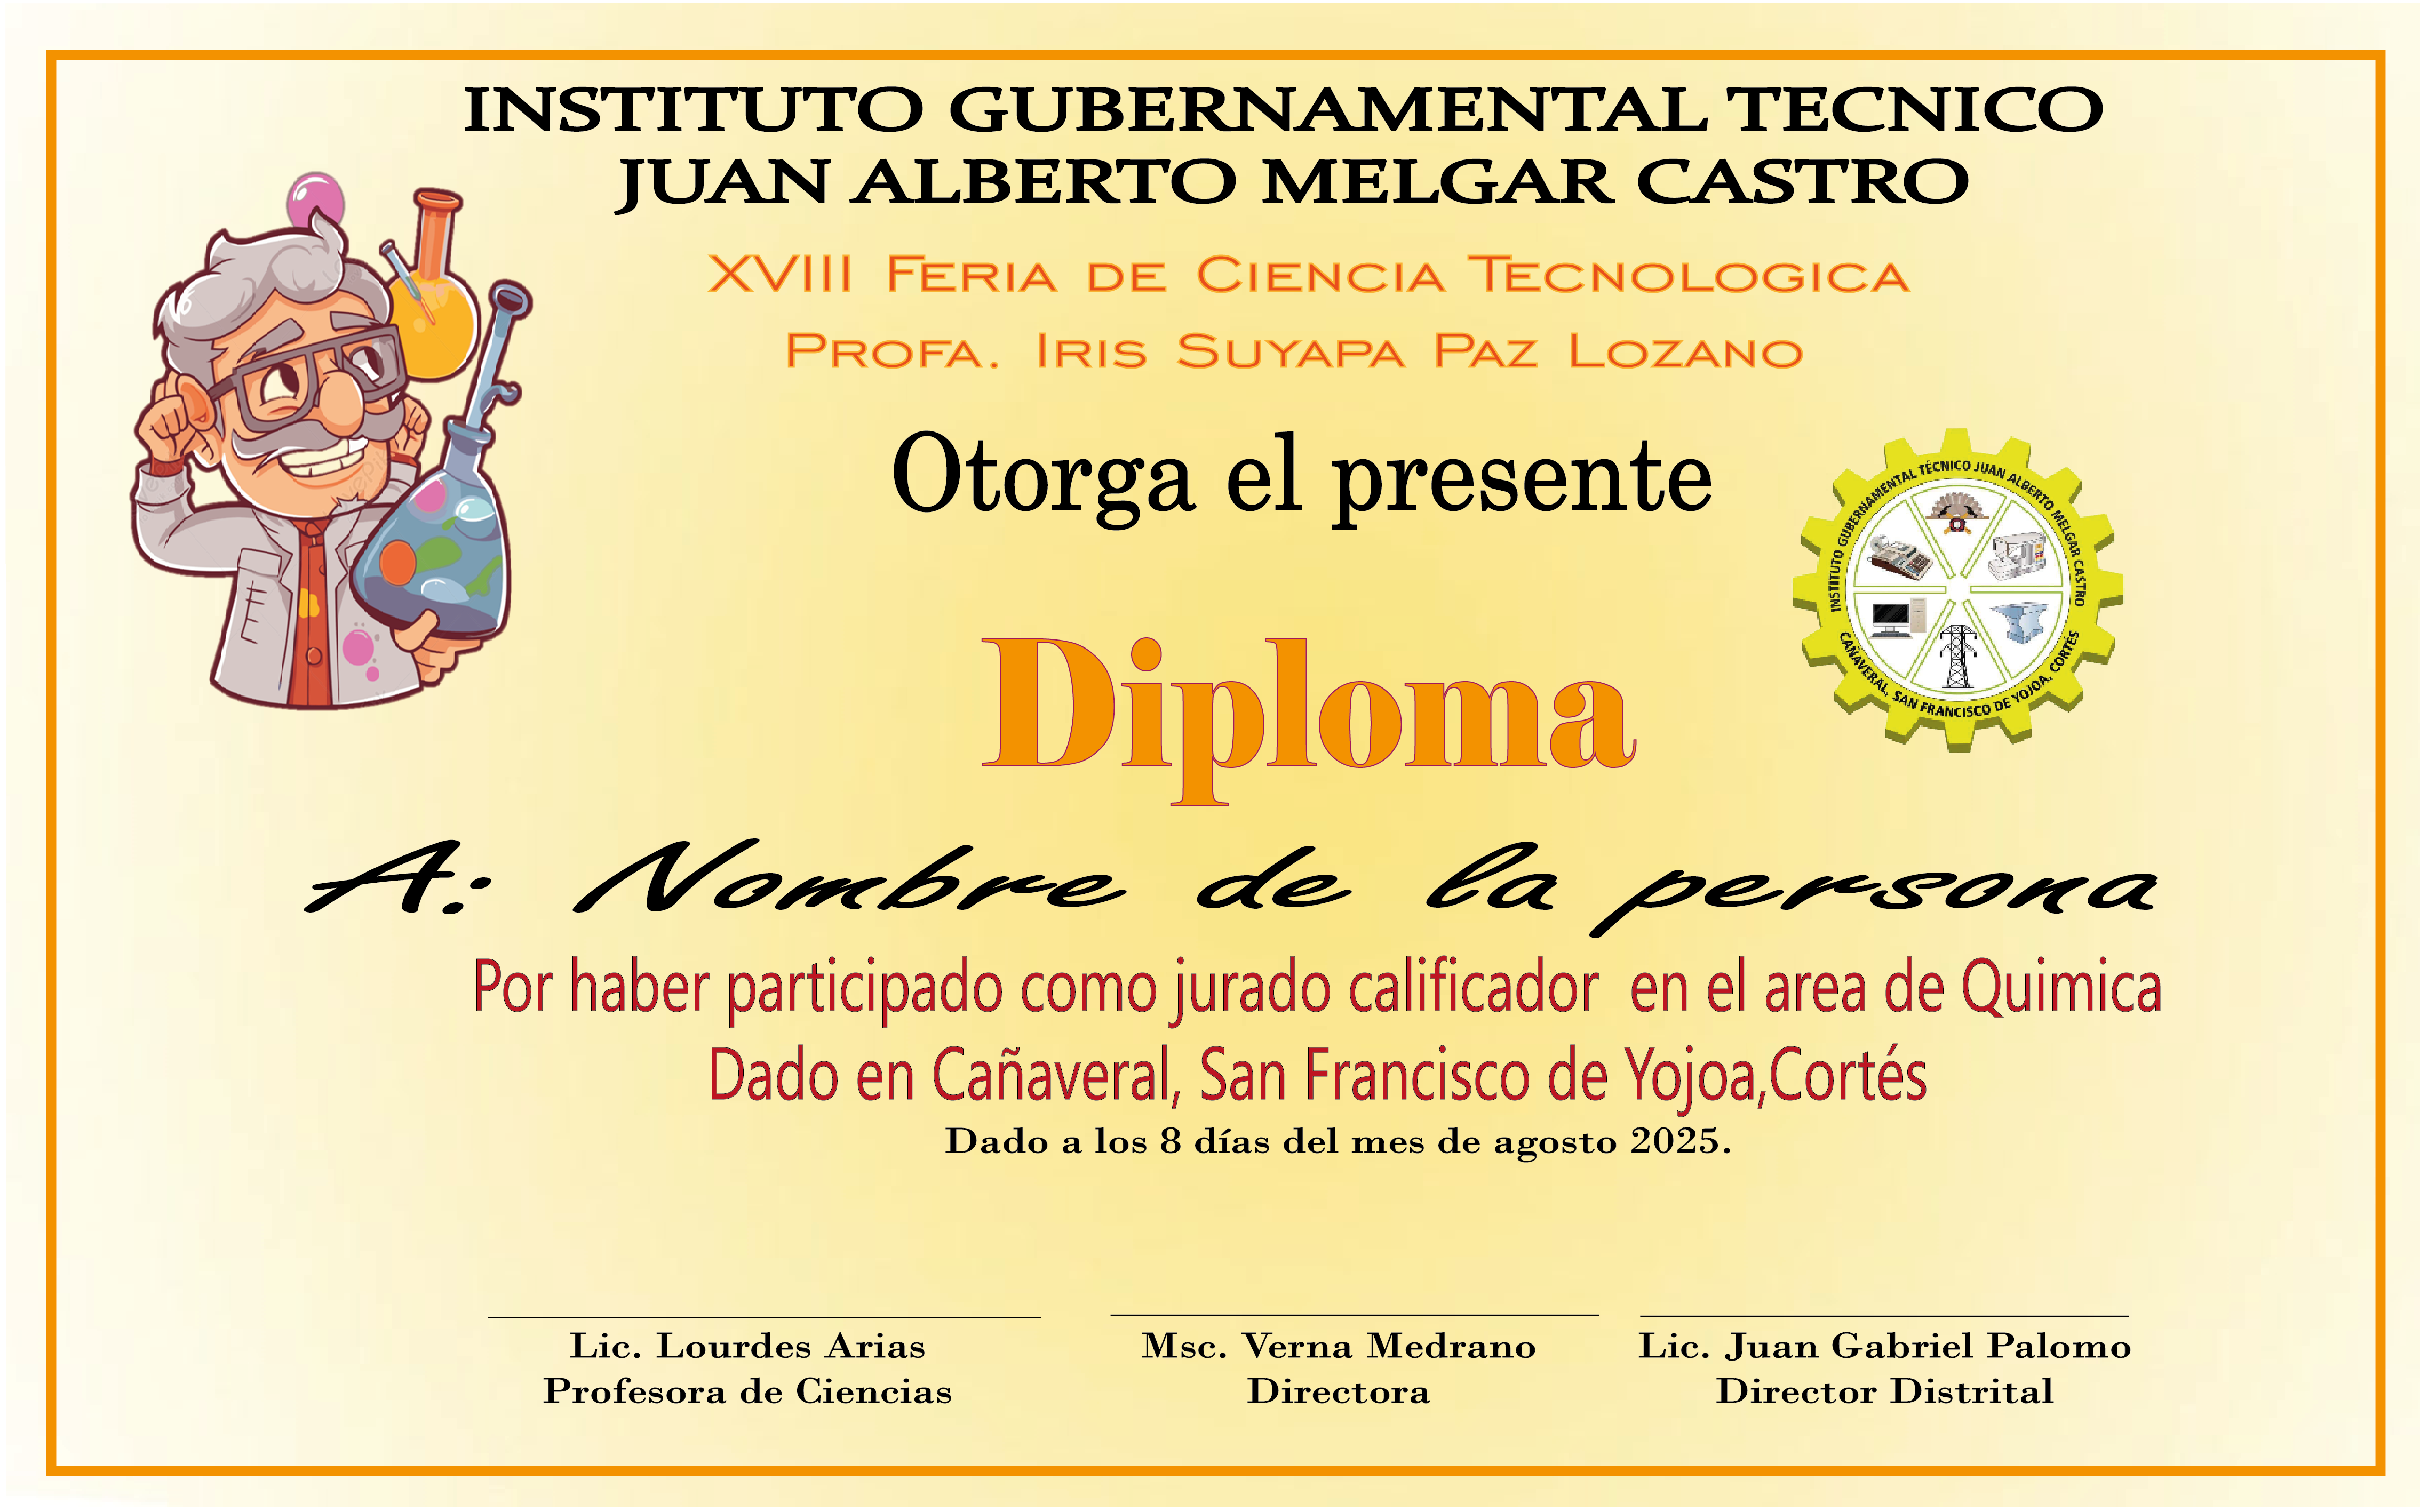 INSTITUTO GUBERNAMENTAL TECNICO
JUAN ALBERTO MELGAR CASTRO
XVIII FERIA DE CIENCIA TECNOLOGICA
PROFA. IRIS SUYAPA PAZ LOZANO
Otorga el presente
INSTITUTO GUBERNAMENTAL TÉCNICO JUAN ALBERTO MELGAR CASTRO
CAÑAVERAL, SAN FRANCISCO DE YOJOA, CORTÉS
Diploma
A: Nombre de la persona
Por haber participado como jurado calificador en el area de Quimica
Dado en Cañaveral, San Francisco de Yojoa,Cortés
Dado a los 8 días del mes de agosto 2025.
Lic. Lourdes Arias
Profesora de Ciencias
Msc. Verna Medrano
Directora
Lic. Juan Gabriel Palomo
Director Distrital